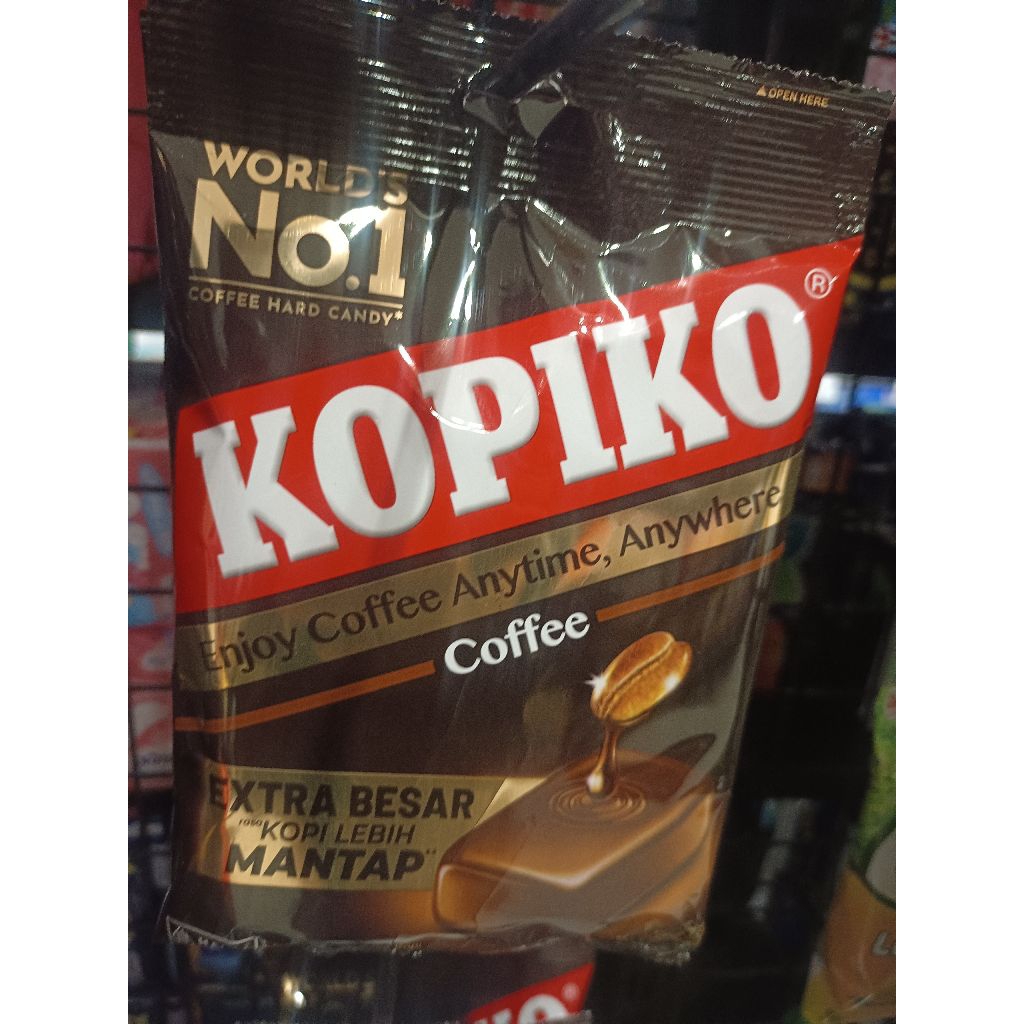 OPEN HERE
WORLD'S
No.1
COFFEE HARD CANDY*
KOPIKO®
Enjoy Coffee Anytime, Anywhere
Coffee
EXTRA BESAR
rasa KOPI LEBIH
MANTAP**